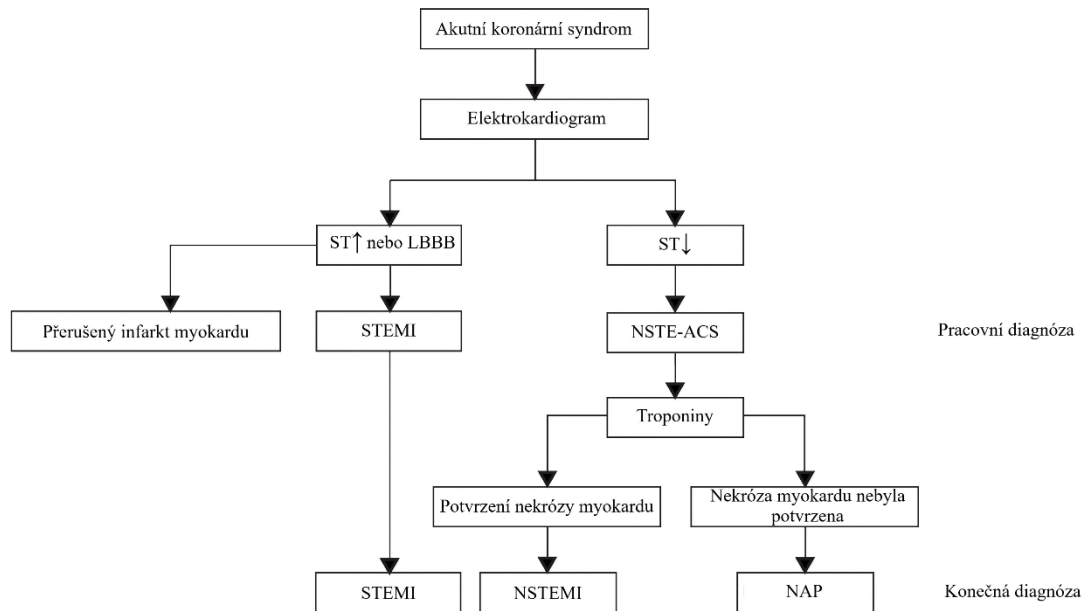 Akutní koronární syndrom
Elektrokardiogram
ST↑ nebo LBBB
ST↓
Přerušený infarkt myokardu
STEMI
NSTE-ACS
Pracovní diagnóza
Troponiny
Potvrzení nekrózy myokardu
Nekróza myokardu nebyla
potvrzena
STEMI
NSTEMI
NAP
Konečná diagnóza